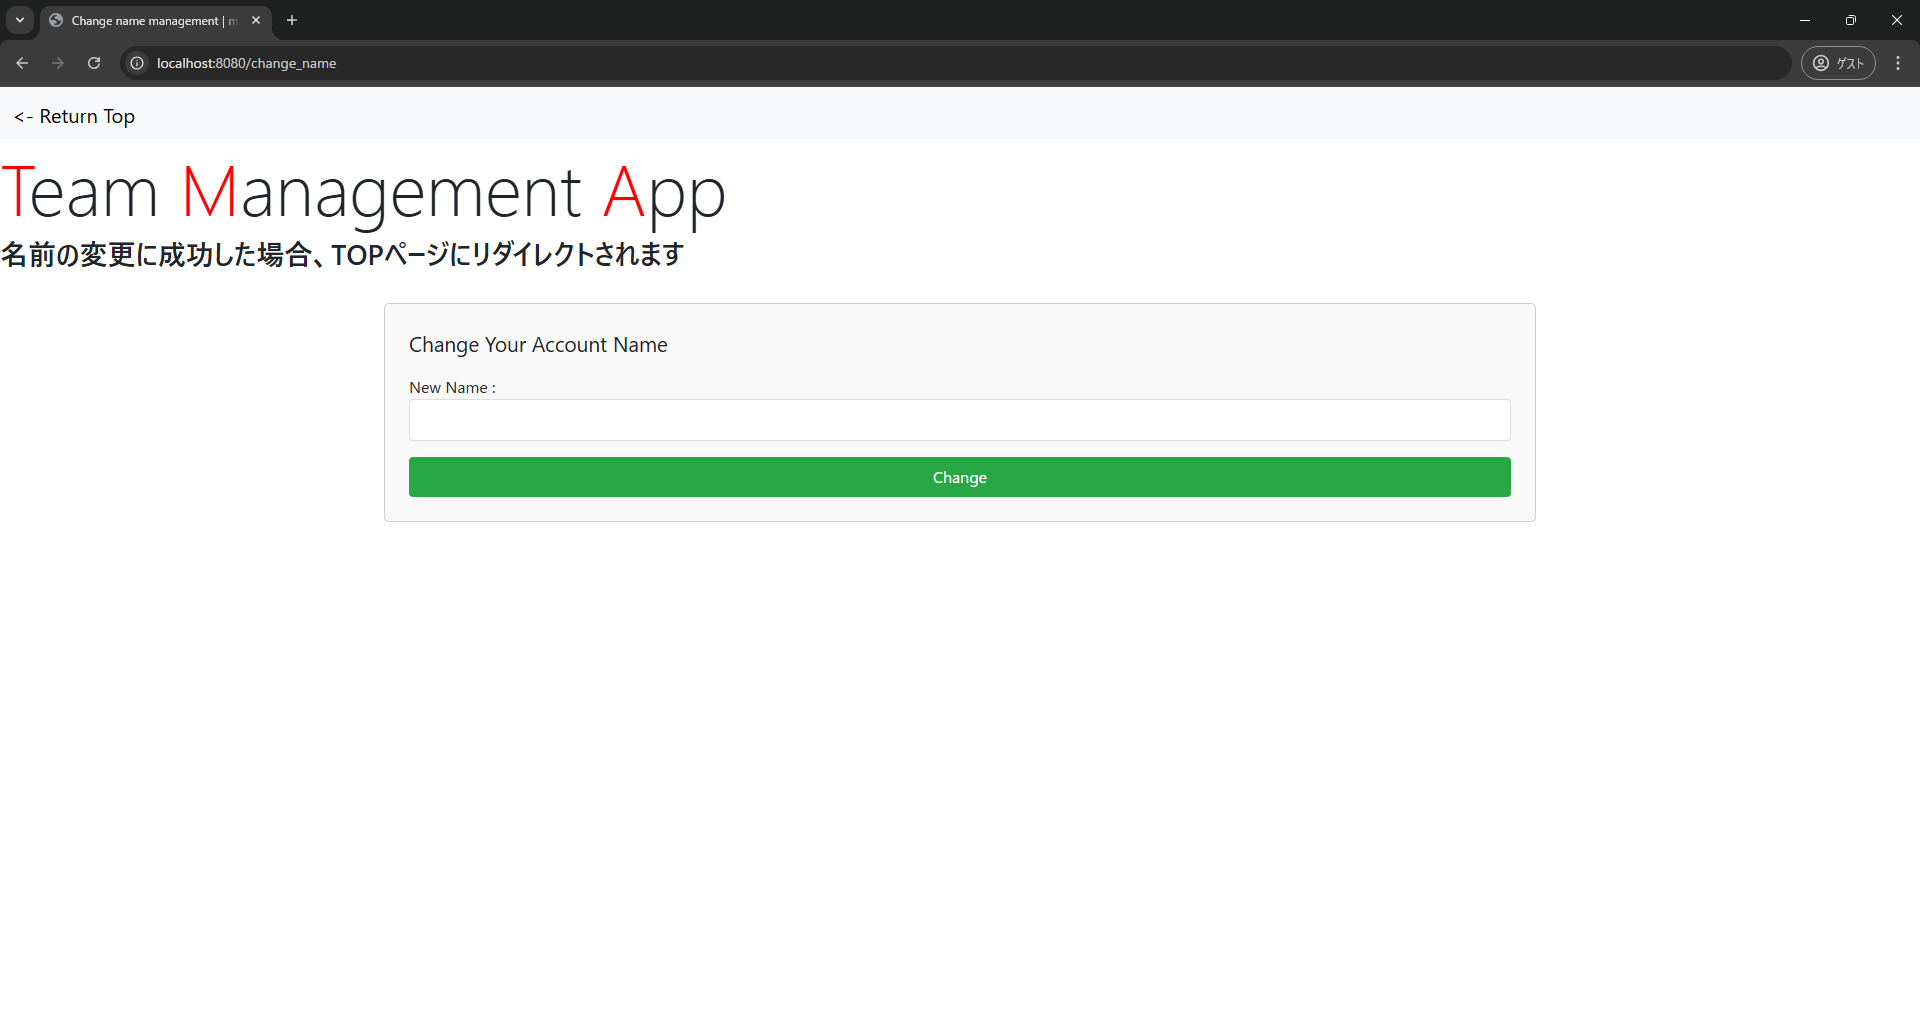 Change name management | m
localhost:8080/change_name
ゲスト
<- Return Top
Team Management App
名前の変更に成功した場合、TOPページにリダイレクトされます
Change Your Account Name
New Name :
Change